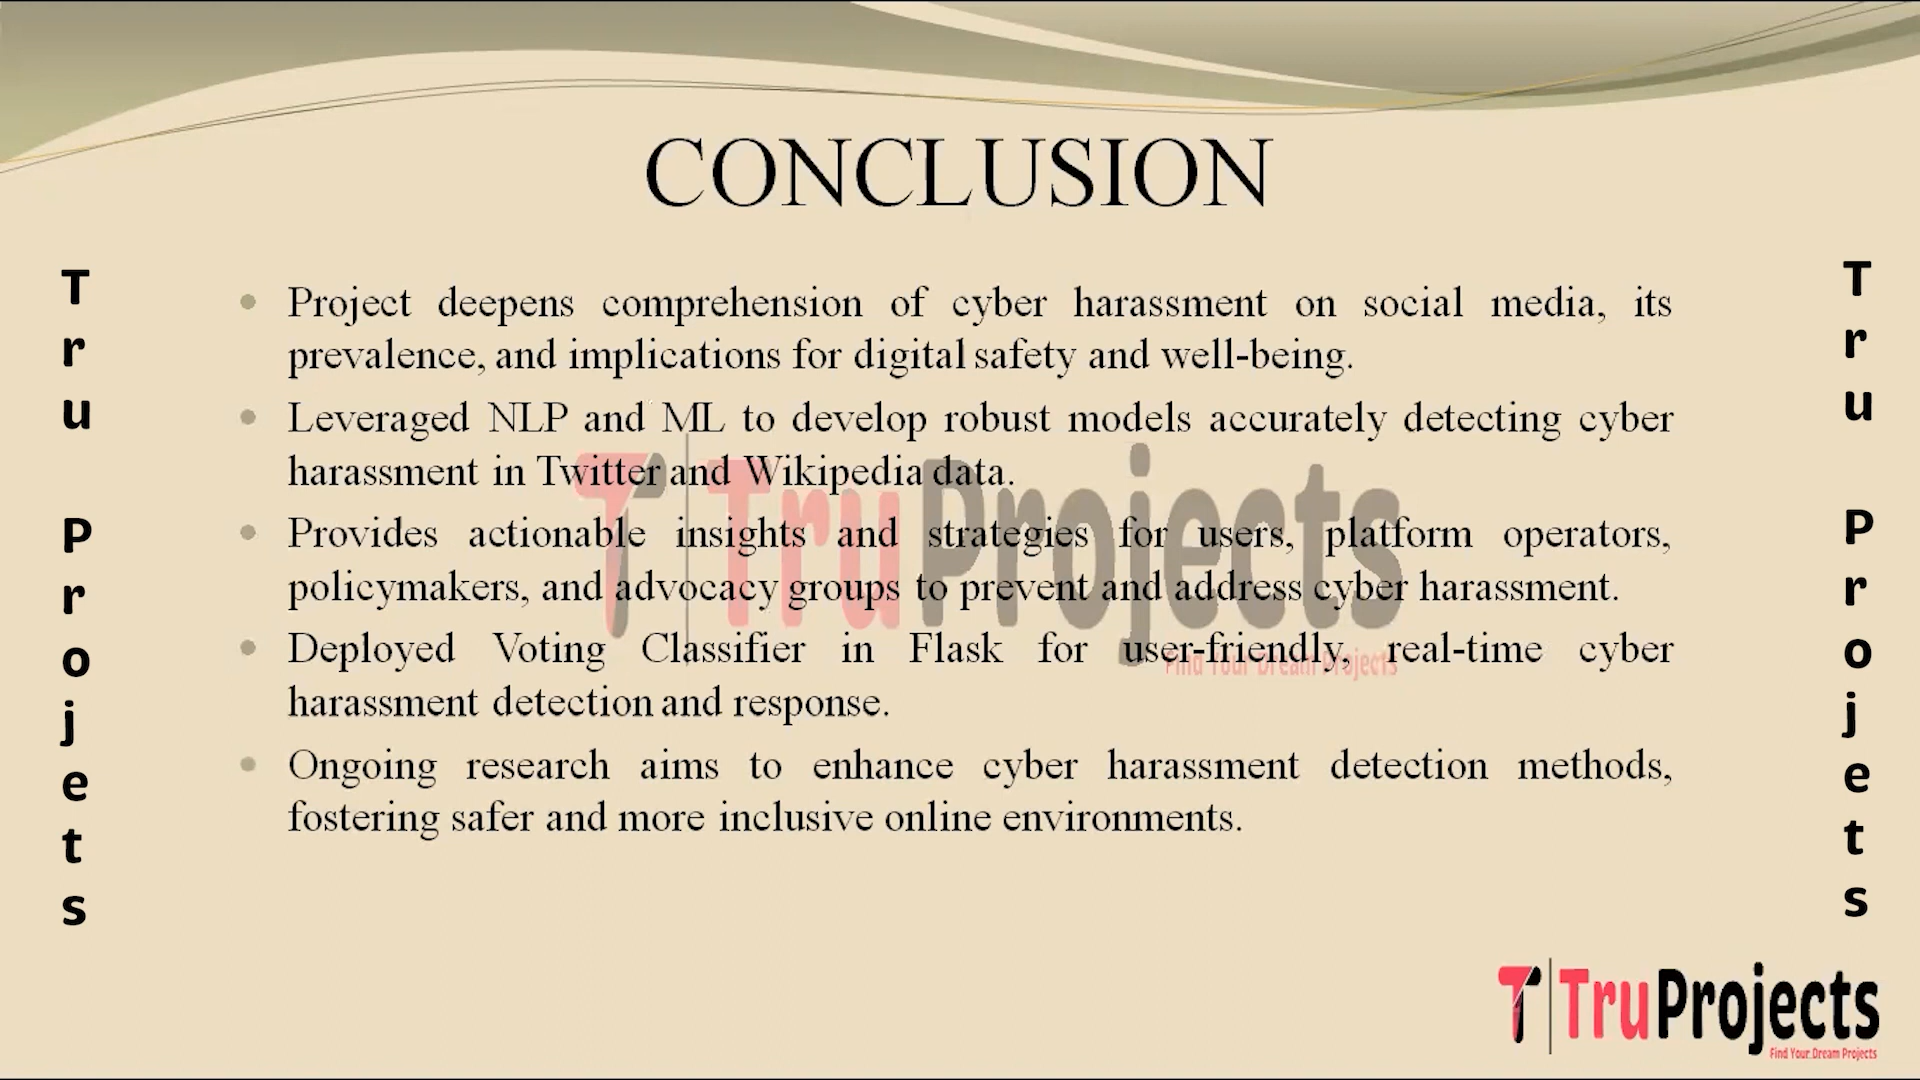 CONCLUSION
Project deepens comprehension of cyber harassment on social media, its
prevalence, and implications for digital safety and well-being.
Leveraged NLP and ML to develop robust models accurately detecting cyber
harassment in Twitter and Wikipedia data.
Provides actionable insights and strategies for users, platform operators,
policymakers, and advocacy groups to prevent and address cyber harassment.
Deployed Voting Classifier in Flask for user-friendly, real-time cyber
harassment detection and response.
Ongoing research aims to enhance cyber harassment detection methods,
fostering safer and more inclusive online environments.
Tru Projets
Tru Projets
TruProjects
Find Your Dream Projects
TruProjects
Find Your Dream Projects